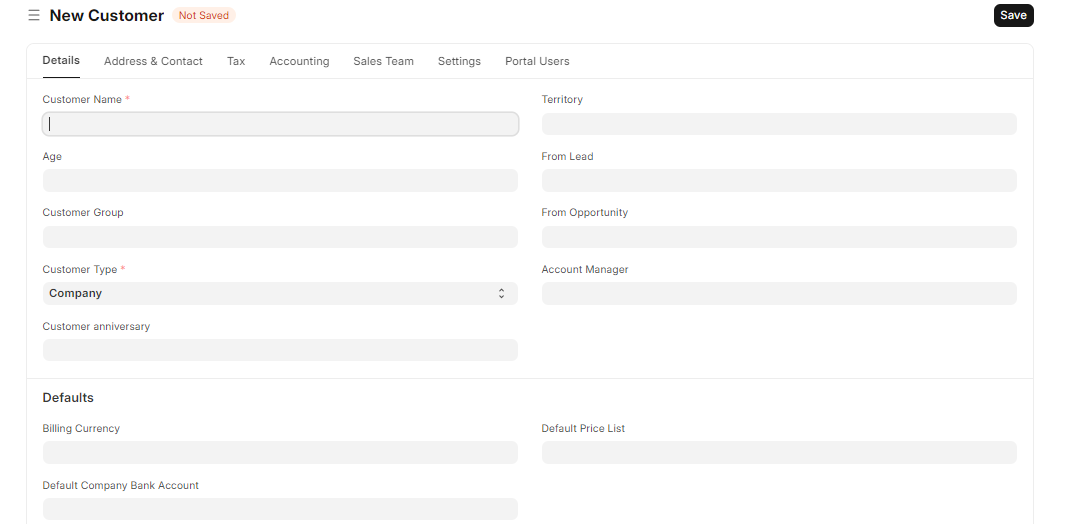 New Customer Not Saved Save
Details Address & Contact Tax Accounting Sales Team Settings Portal Users
Customer Name *
Territory
Age
From Lead
Customer Group
From Opportunity
Customer Type *
Account Manager
Company
Customer anniversary
Defaults
Billing Currency
Default Price List
Default Company Bank Account